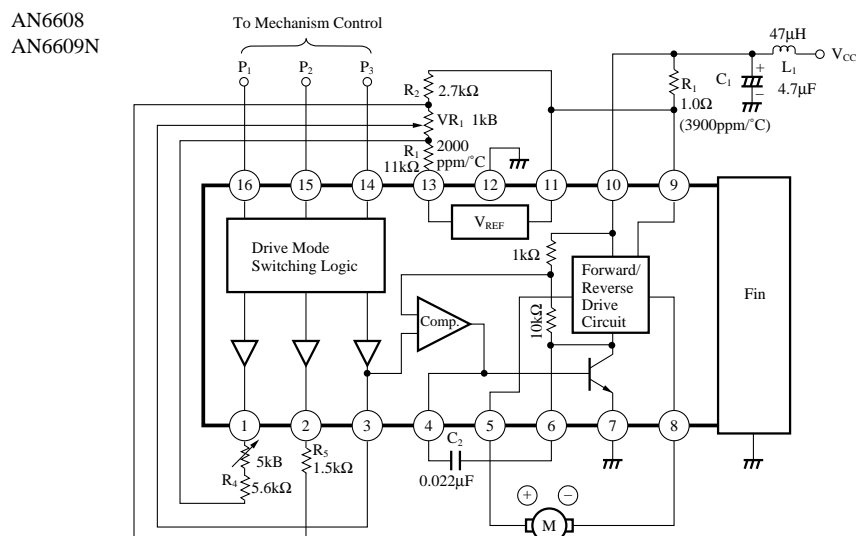 AN6608
AN6609N
To Mechanism Control
P1 P2 P3
R2 2.7kΩ
VR1 1kB
R1 11kΩ
2000 ppm/°C
R1
1.0Ω
(3900ppm/°C)
C1 + −
47µH
L1
4.7µF
VCC
16 15 14 13 12 11 10 9
Drive Mode
Switching Logic
VREF
1kΩ
10kΩ
Comp.
Forward/
Reverse
Drive
Circuit
Fin
1 2 3 4 5 6 7 8
5kB
R4 5.6kΩ
R5
1.5kΩ
C2
0.022µF
+ −
M